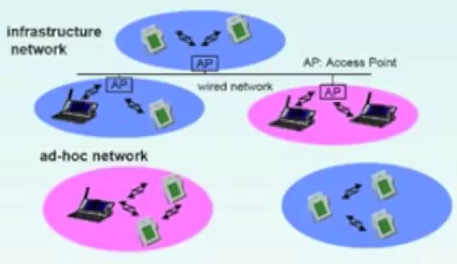 infrastructure
network
AP
AP: Access Point
AP
wired network
AP
ad-hoc network